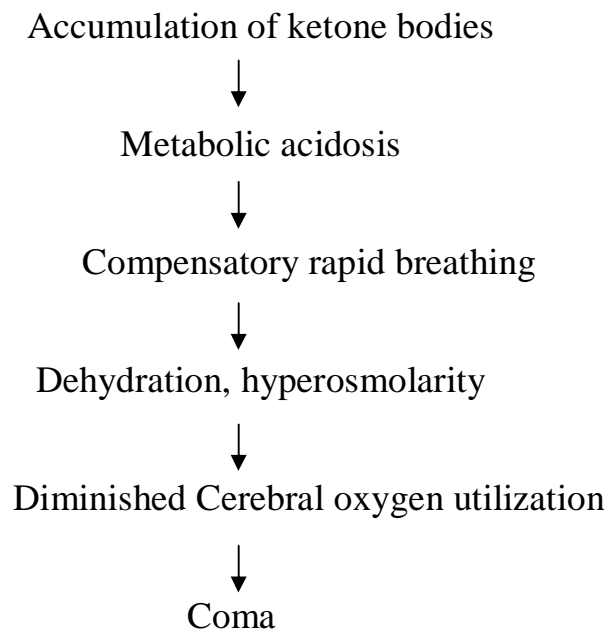 Accumulation of ketone bodies
Metabolic acidosis
Compensatory rapid breathing
Dehydration, hyperosmolarity
Diminished Cerebral oxygen utilization
Coma